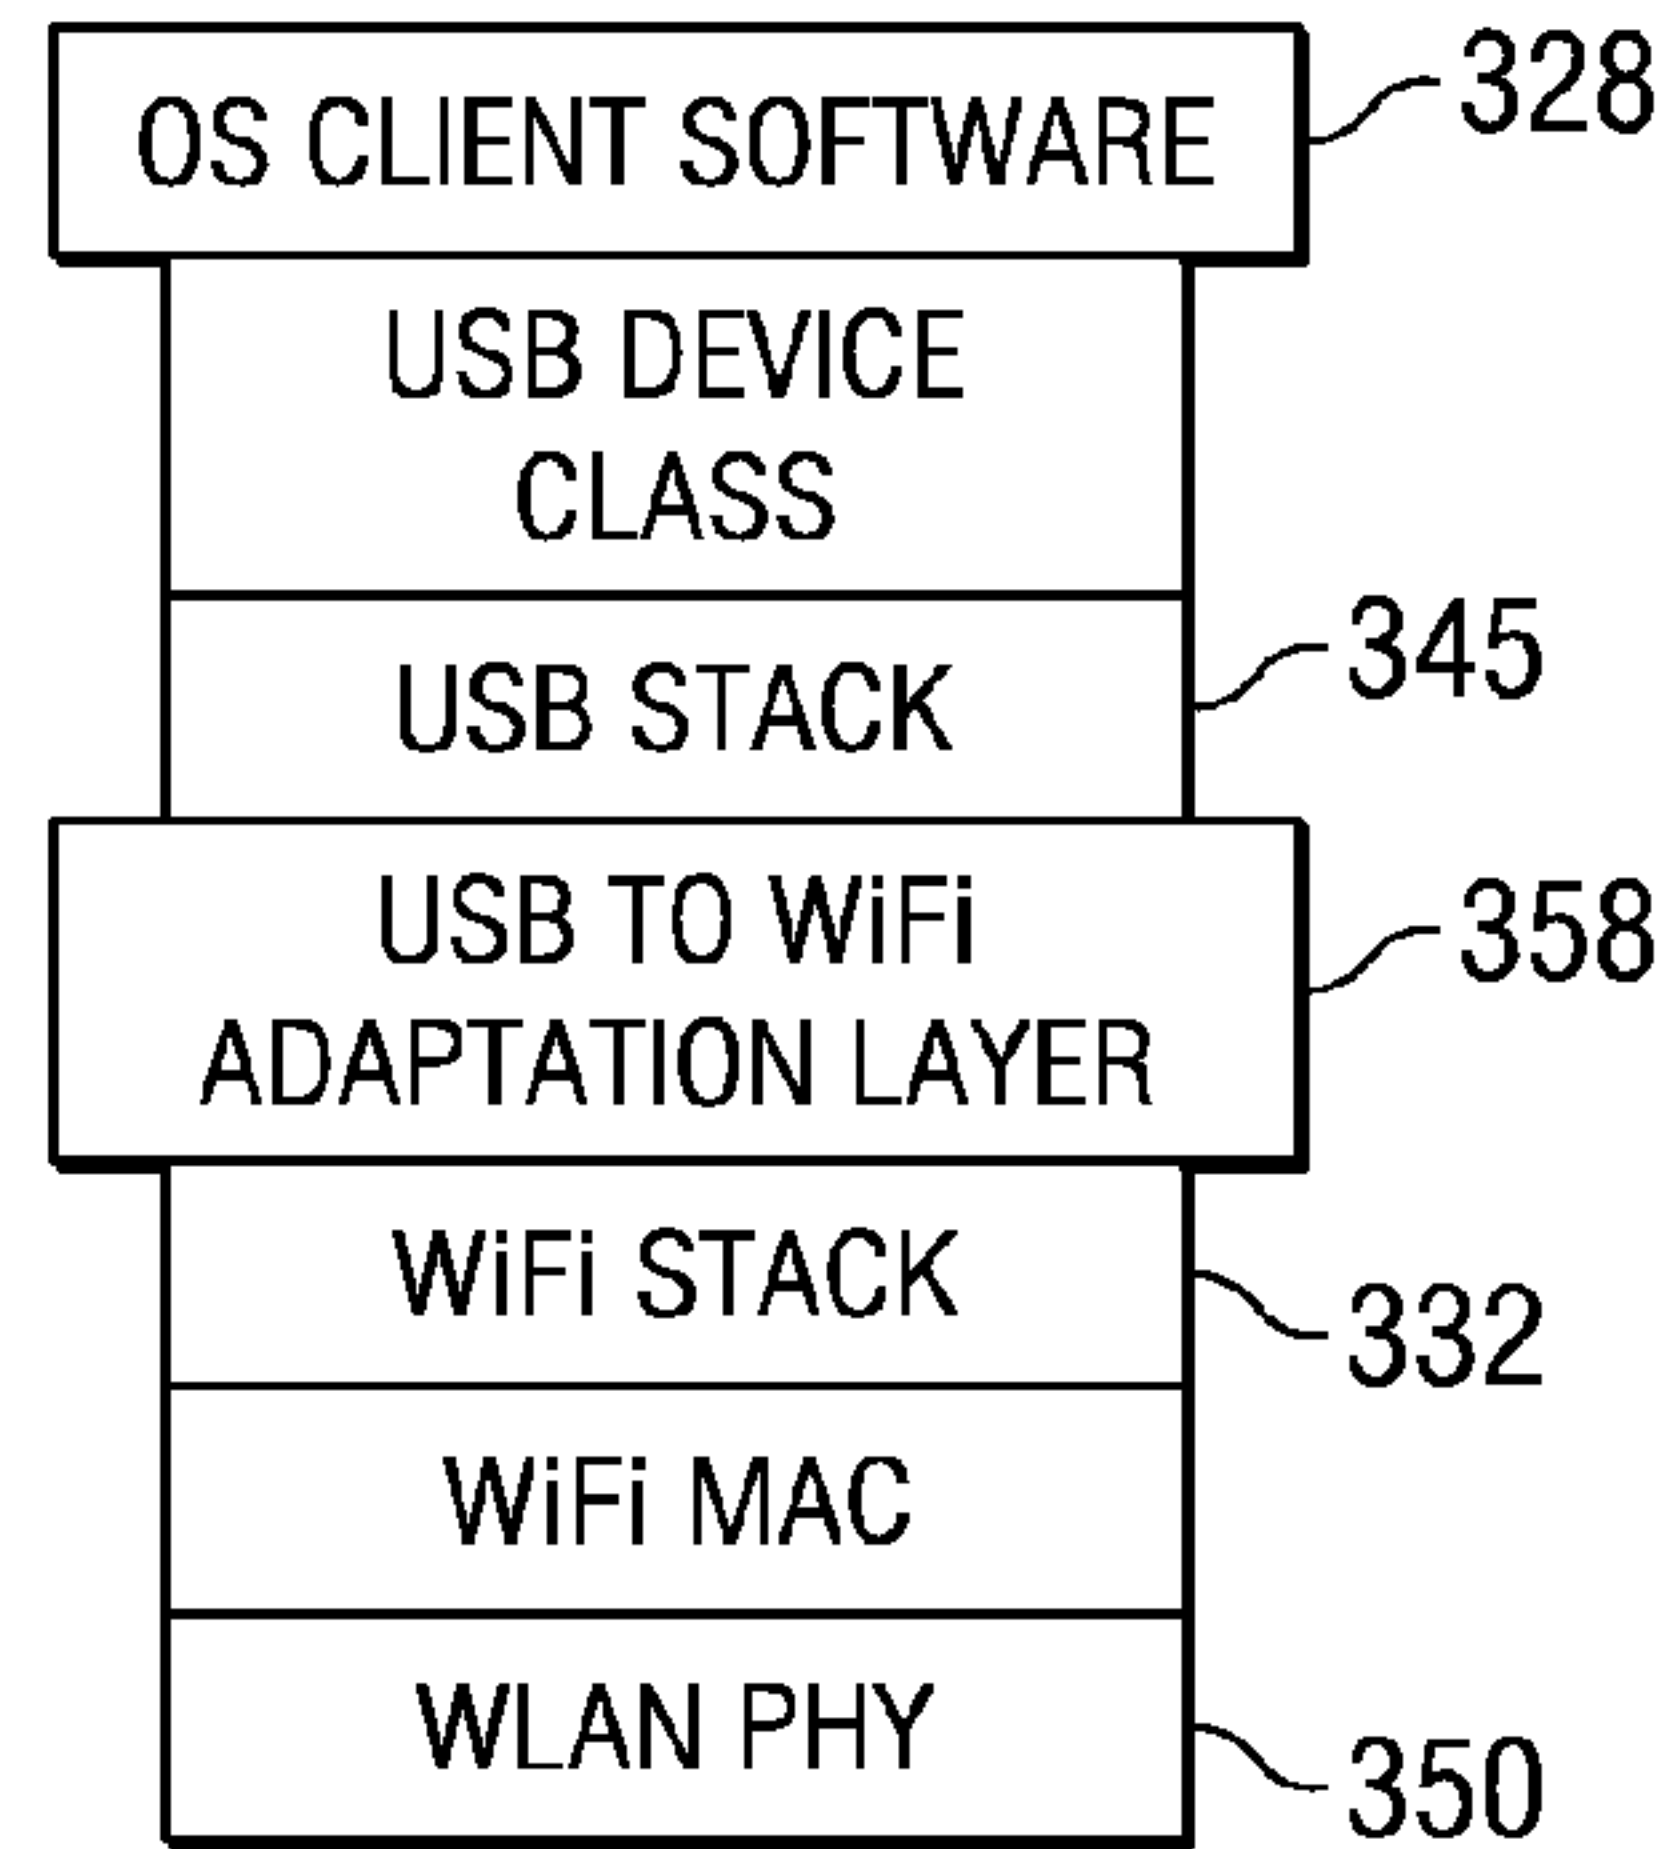 OS CLIENT SOFTWARE
328
USB DEVICE
CLASS
USB STACK
345
USB TO WiFi
ADAPTATION LAYER
358
WiFi STACK
332
WiFi MAC
WLAN PHY
350